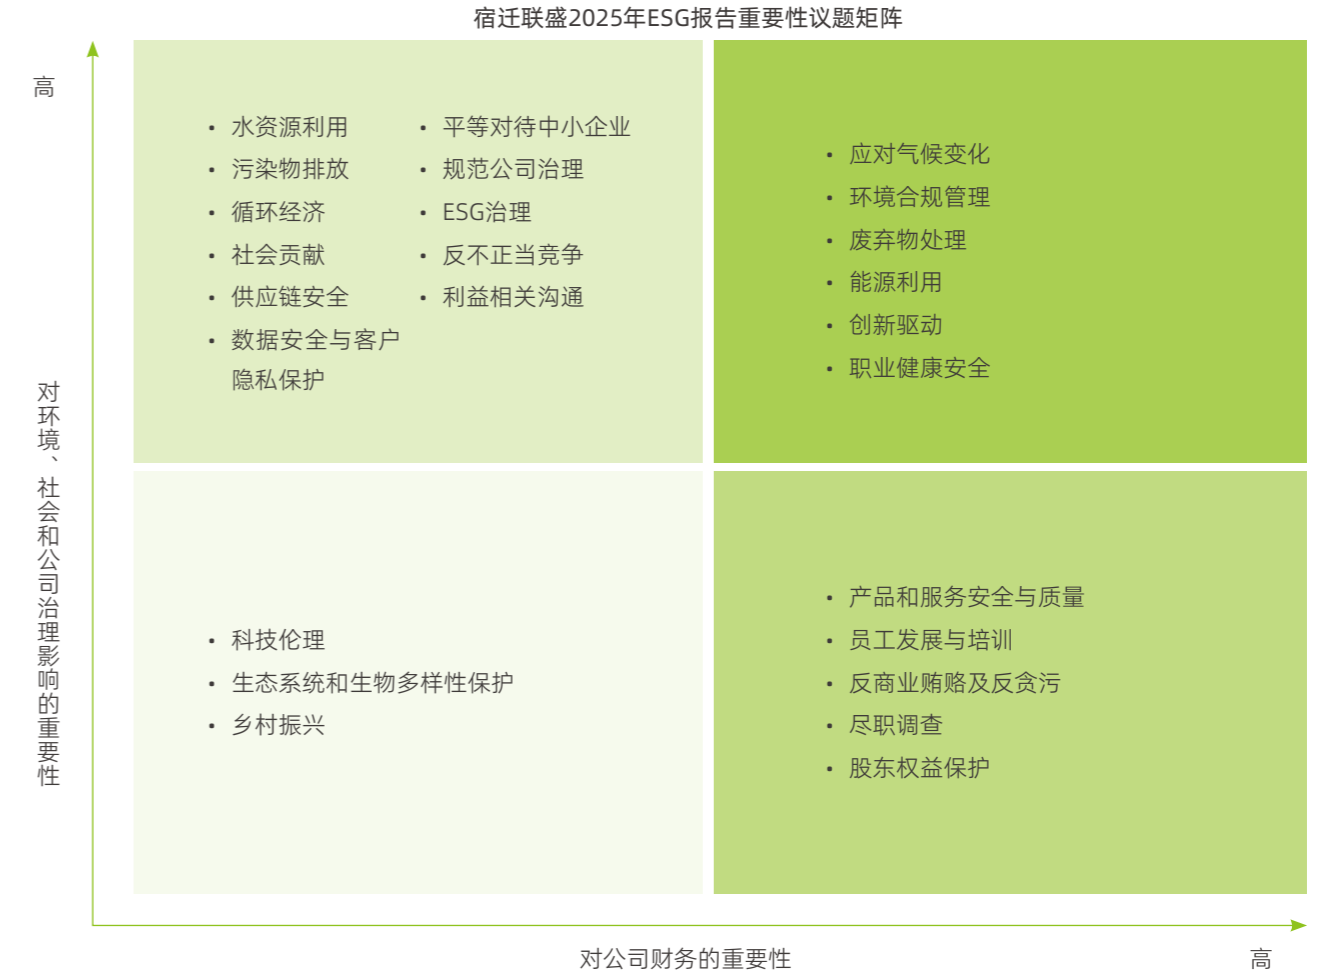 宿迁联盛2025年ESG报告重要性议题矩阵
高
对环境、社会和公司治理影响的重要性
• 水资源利用
• 污染物排放
• 循环经济
• 社会贡献
• 供应链安全
• 数据安全与客户
隐私保护
• 平等对待中小企业
• 规范公司治理
• ESG治理
• 反不正当竞争
• 利益相关沟通
• 应对气候变化
• 环境合规管理
• 废弃物处理
• 能源利用
• 创新驱动
• 职业健康安全
• 科技伦理
• 生态系统和生物多样性保护
• 乡村振兴
• 产品和服务安全与质量
• 员工发展与培训
• 反商业贿赂及反贪污
• 尽职调查
• 股东权益保护
对公司财务的重要性
高